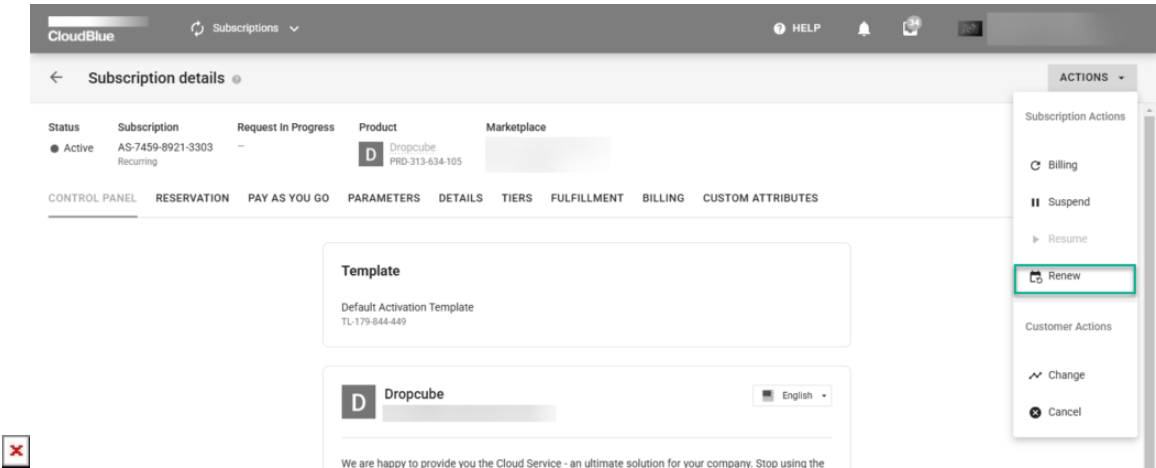 CloudBlue
Subscriptions
HELP
34
Subscription details
ACTIONS
Status Subscription Request In Progress Product Marketplace
Active AS-7459-8921-3303 – D Dropcube
Recurring PRD-313-634-105
CONTROL PANEL RESERVATION PAY AS YOU GO PARAMETERS DETAILS TIERS FULFILLMENT BILLING CUSTOM ATTRIBUTES
Subscription Actions
Billing
Suspend
Resume
Renew
Customer Actions
Change
Cancel
Template
Default Activation Template
TL-179-844-449
D Dropcube
English
We are happy to provide you the Cloud Service - an ultimate solution for your company. Stop using the